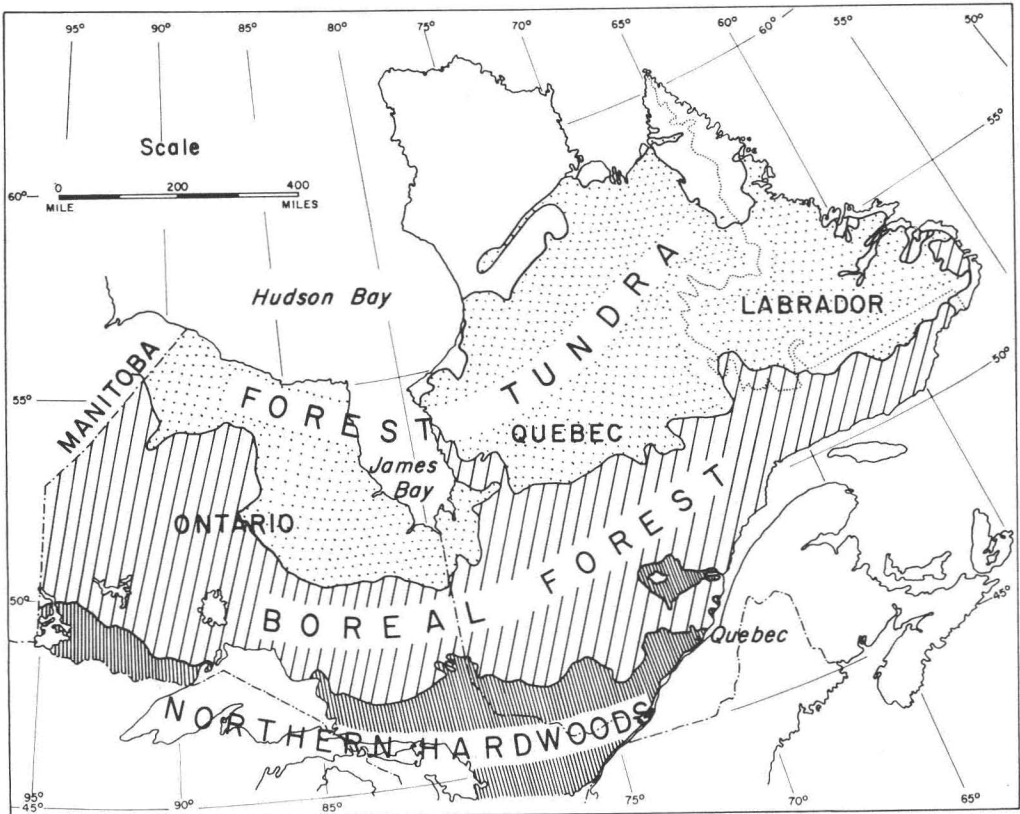 95° 90° 85° 80° 75° 70° 65° 60° 55° 50°
60°
55°
Scale
0 200 400
MILE MILES
60°
Hudson Bay
TUNDRA
LABRADOR
MANITOBA
50°
55°
FOREST
QUEBEC
James
Bay
ONTARIO
BOREAL FOREST
50°
45°
Quebec
NORTHERN HARDWOODS
95°
45° 90° 85° 80° 75° 70° 65°